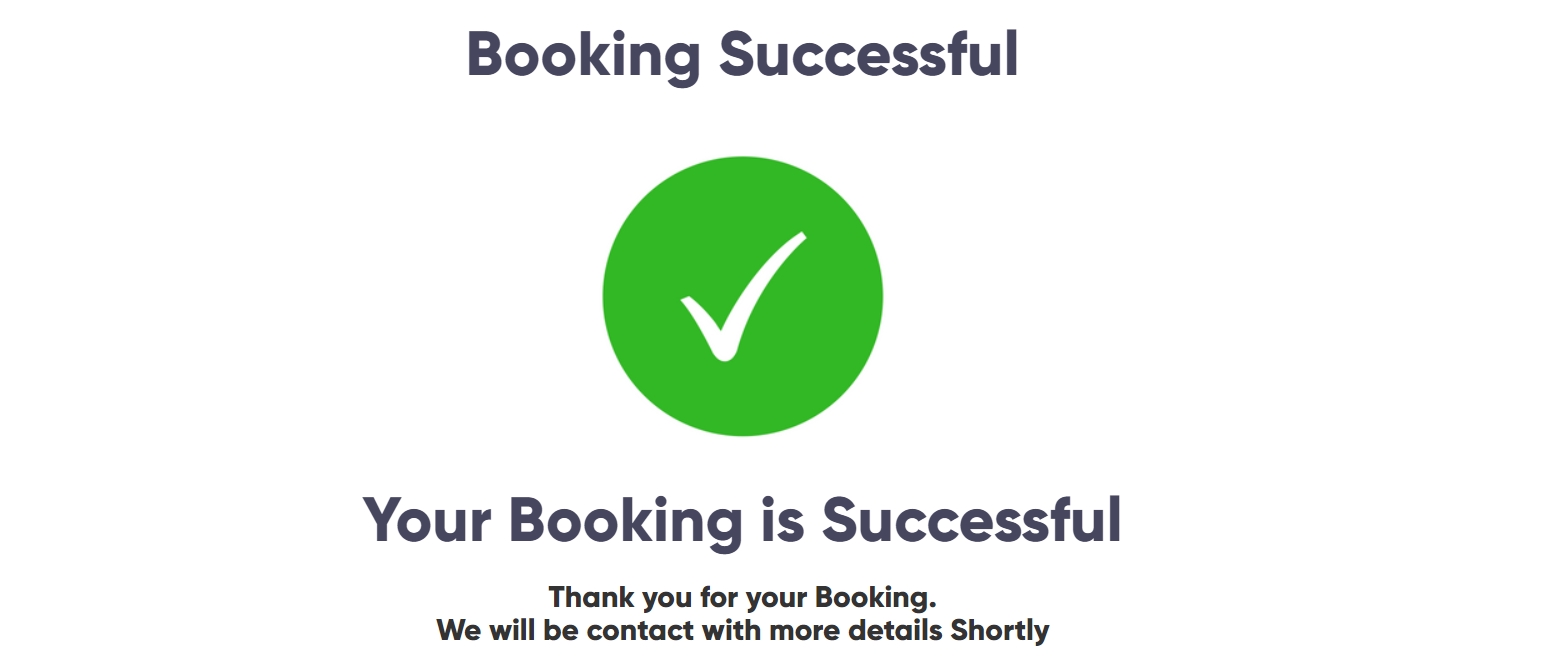 Booking Successful
Your Booking is Successful
Thank you for your Booking.
We will be contact with more details Shortly